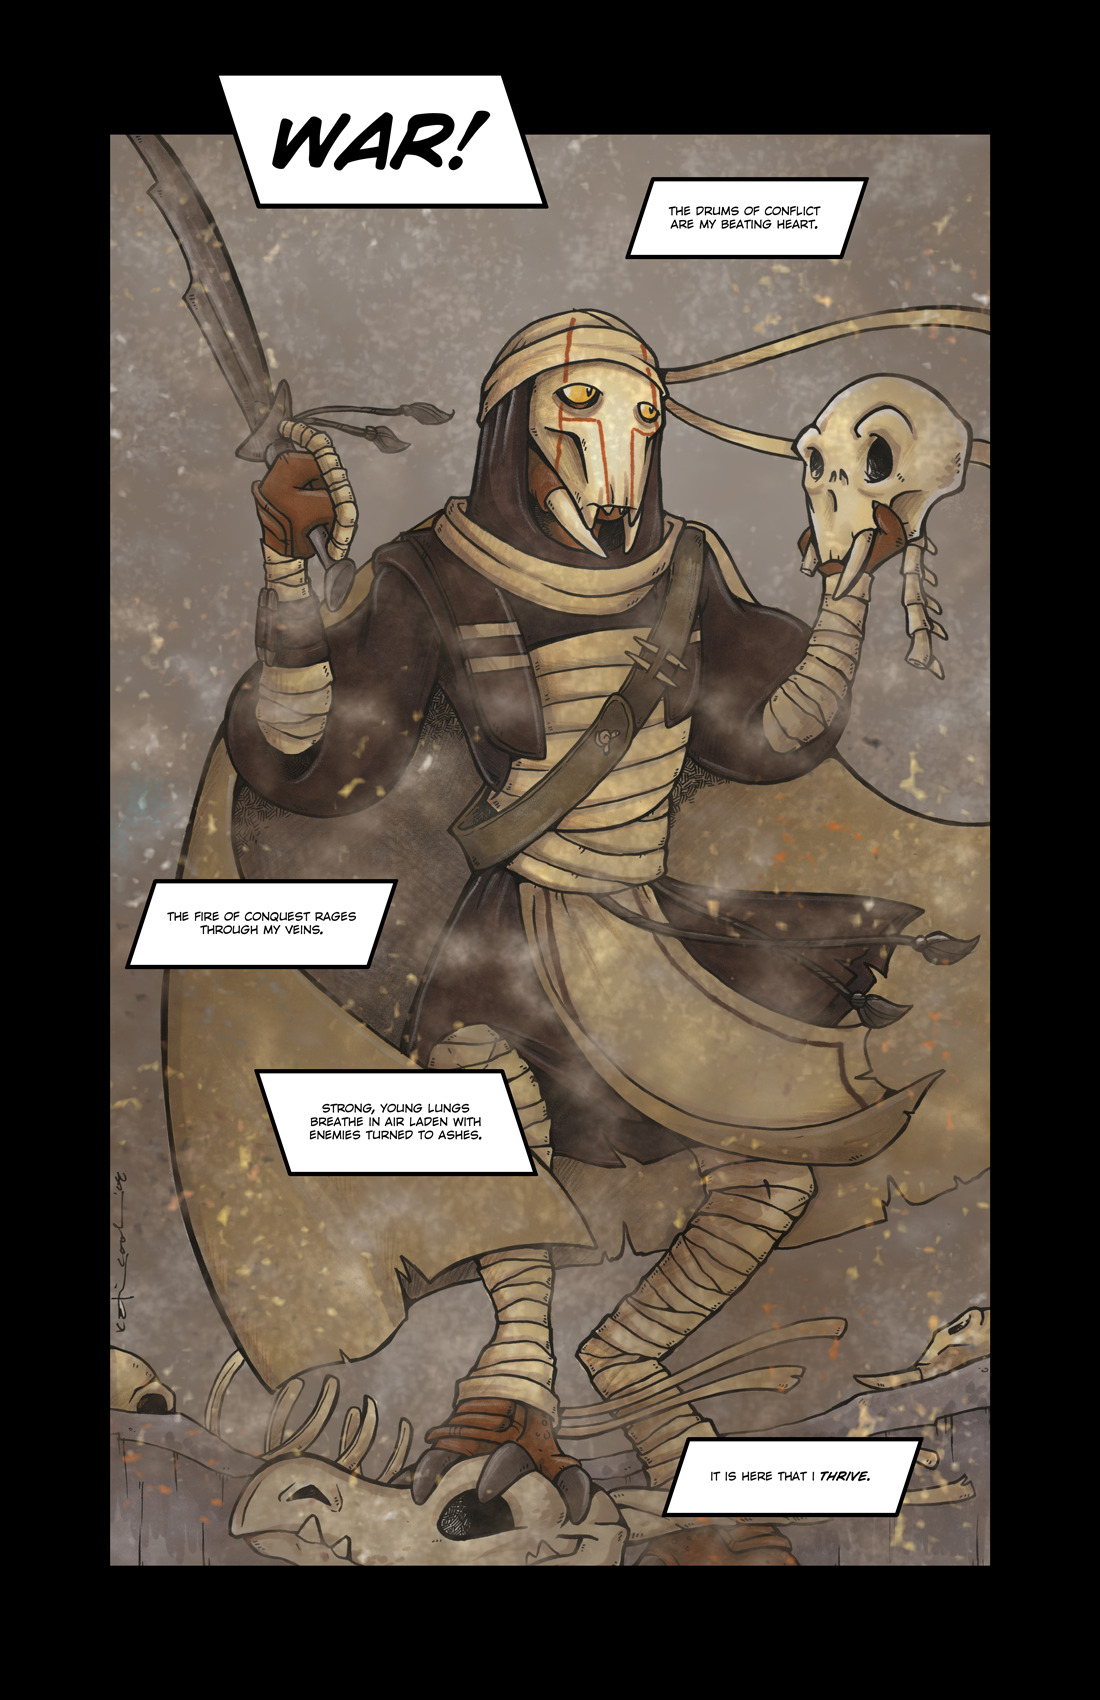 WAR!
THE DRUMS OF CONFLICT
ARE MY BEATING HEART.
THE FIRE OF CONQUEST RAGES
THROUGH MY VEINS.
STRONG, YOUNG LUNGS
BREATHE IN AIR LADEN WITH
ENEMIES TURNED TO ASHES.
IT IS HERE THAT I THRIVE.